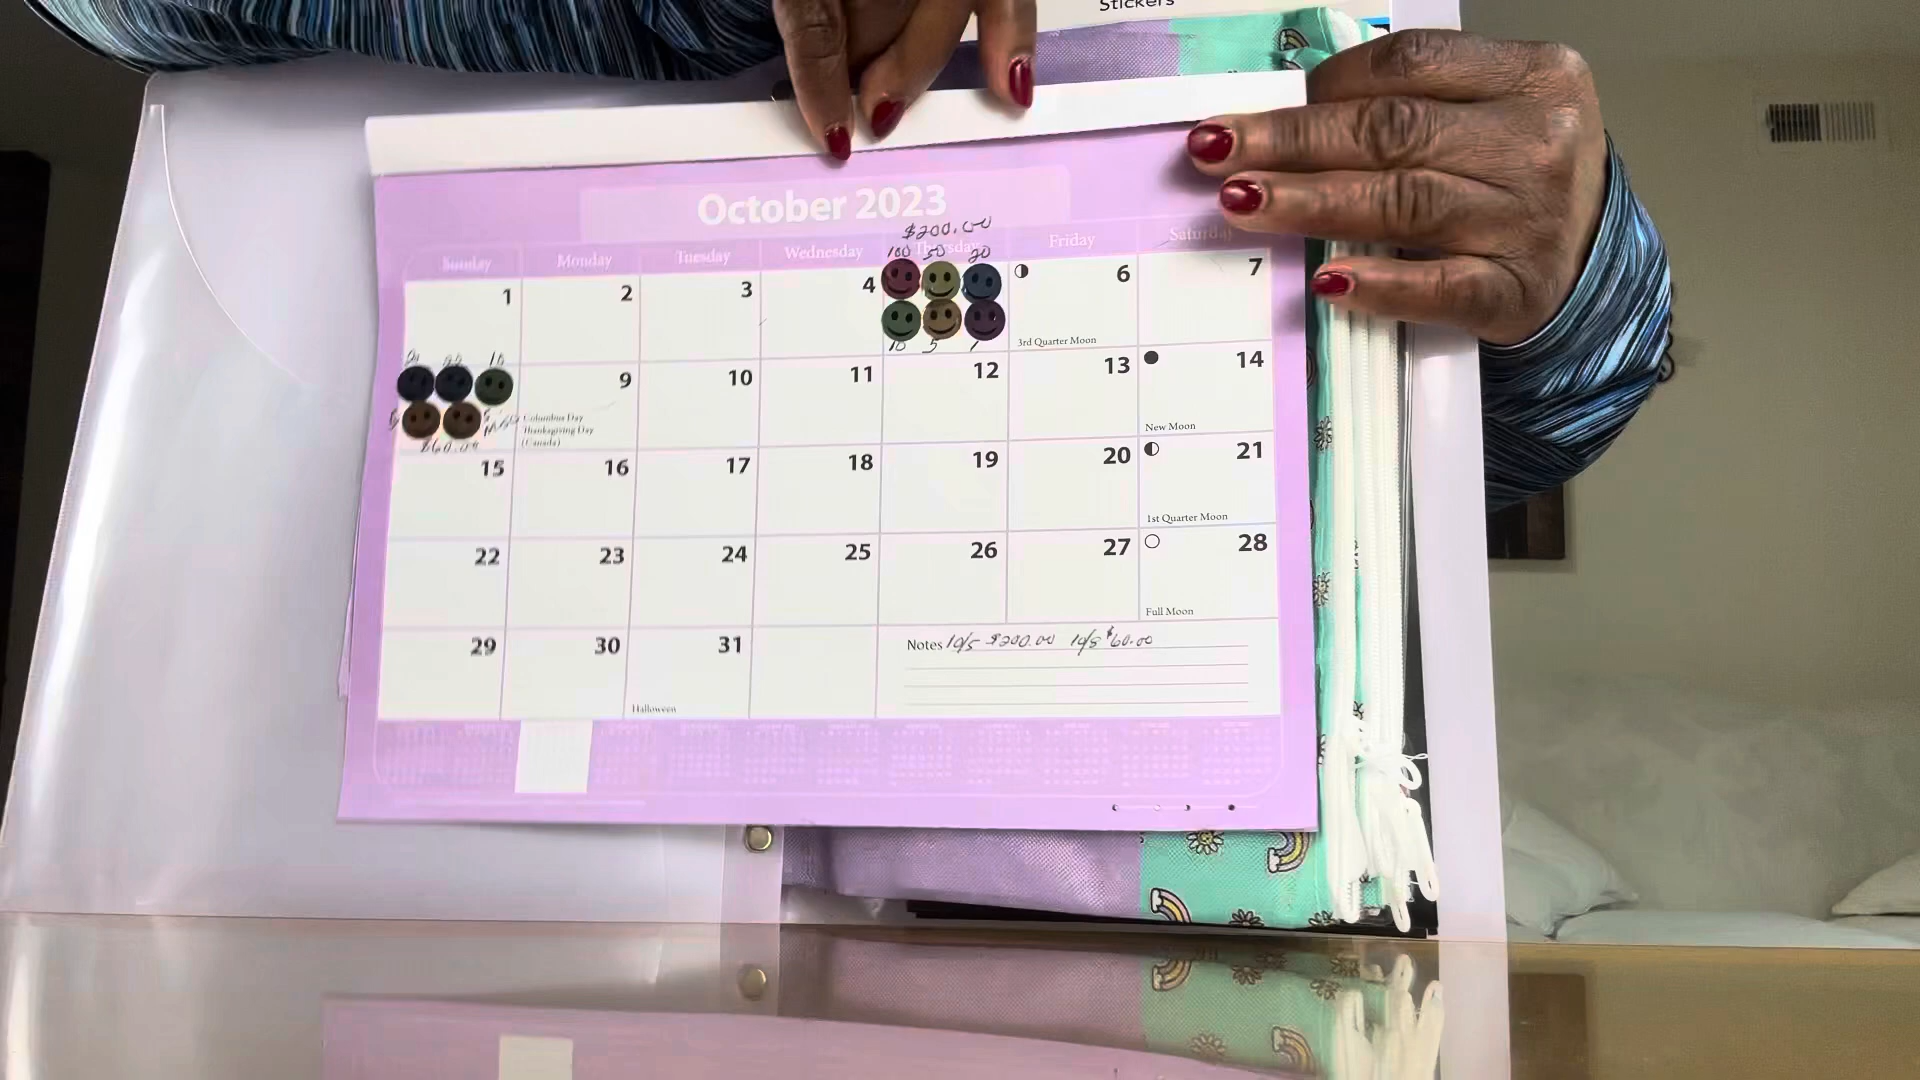 Stickers
October 2023
$200.00
Sunday Monday Tuesday Wednesday Thursday Friday Saturday
100 50 20
1 2 3 4 6 7
10 5 1
3rd Quarter Moon
20 20 10
9 10 11 12 13 14
5 5
Columbus Day
Thanksgiving Day
(Canada)
New Moon
$60.00
15 16 17 18 19 20 21
1st Quarter Moon
22 23 24 25 26 27 28
Full Moon
29 30 31
Halloween
Notes 10/5 $200.00 10/8 $60.00